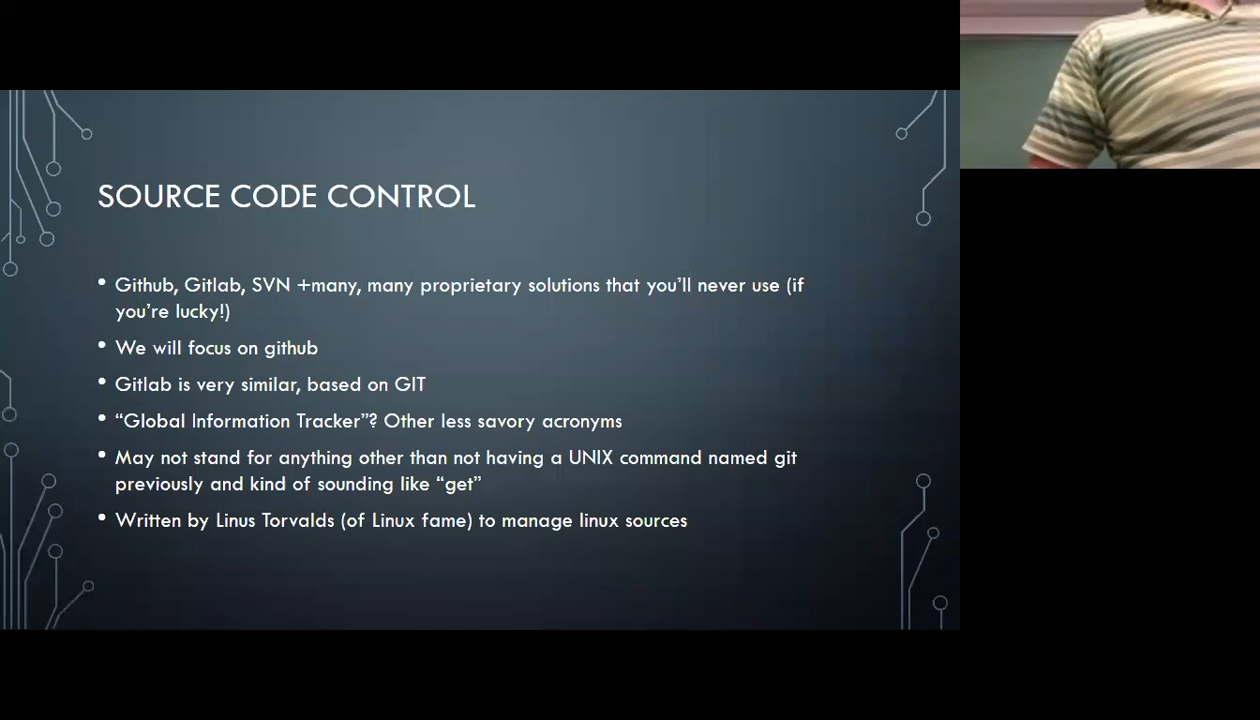 SOURCE CODE CONTROL
• Github, Gitlab, SVN +many, many proprietary solutions that you’ll never use (if
you’re lucky!)
• We will focus on github
• Gitlab is very similar, based on GIT
• “Global Information Tracker”? Other less savory acronyms
• May not stand for anything other than not having a UNIX command named git
previously and kind of sounding like “get”
• Written by Linus Torvalds (of Linux fame) to manage linux sources